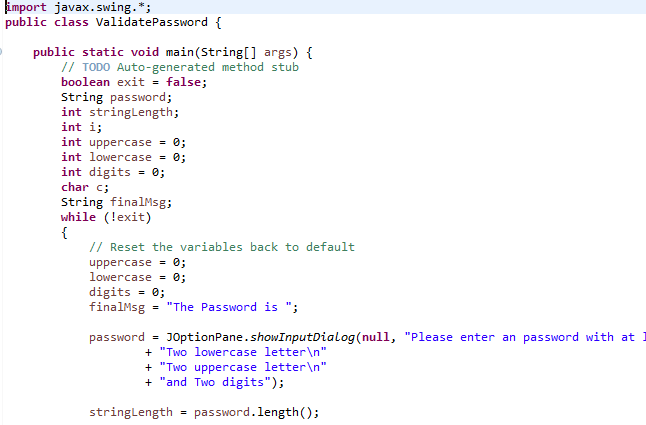 import javax.swing.*;
public class ValidatePassword {
public static void main(String[] args) {
// TODO Auto-generated method stub
boolean exit = false;
String password;
int stringLength;
int i;
int uppercase = 0;
int lowercase = 0;
int digits = 0;
char c;
String finalMsg;
while (!exit)
{
// Reset the variables back to default
uppercase = 0;
lowercase = 0;
digits = 0;
finalMsg = "The Password is ";
password = JOptionPane.showInputDialog(null, "Please enter an password with at
+ "Two lowercase letter\n"
+ "Two uppercase letter\n"
+ "and Two digits");
stringLength = password.length();